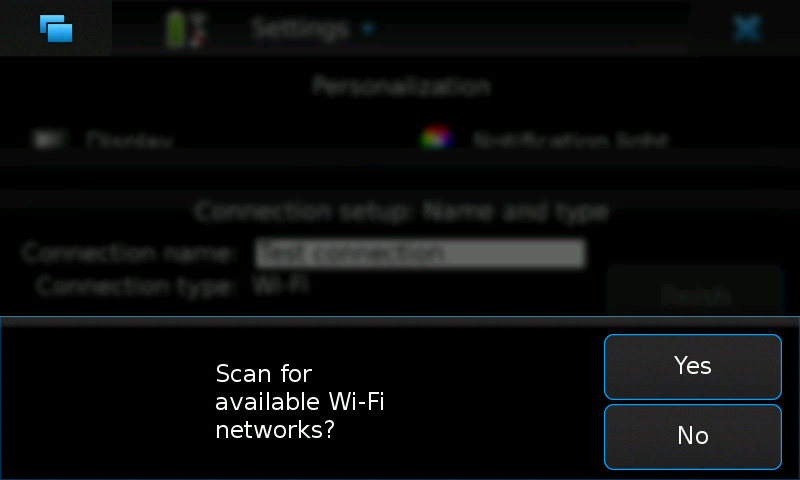 Settings
Personalization
Display
Notification light
Connection setup: Name and type
Connection name:
Test connection
Connection type:
Wi-Fi
Finish
Scan for
available Wi-Fi
networks?
Yes
No